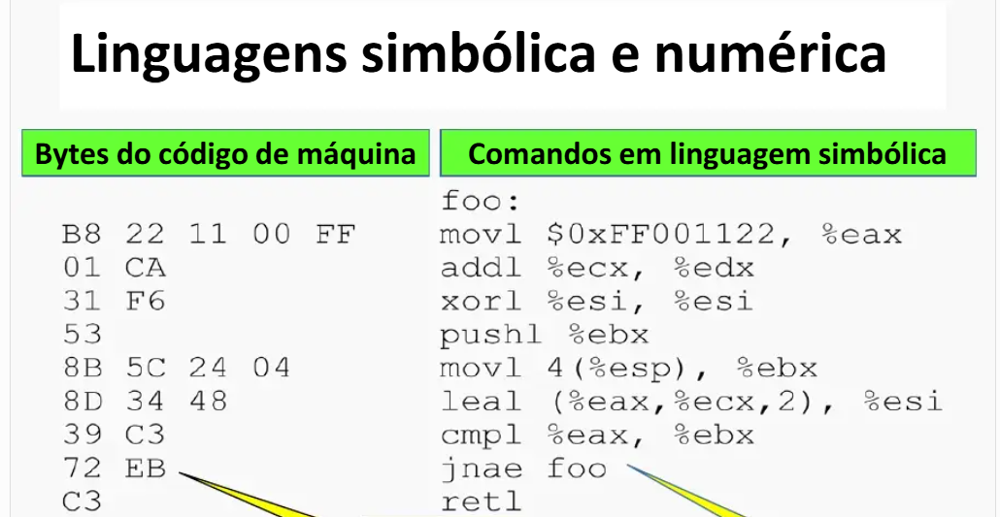 Linguagens simbólica e numérica
Bytes do código de máquina
B8 22 11 00 FF
01 CA
31 F6
53
8B 5C 24 04
8D 34 48
39 C3
72 EB
C3
Comandos em linguagem simbólica
foo:
movl $0xFF001122, %eax
addl %ecx, %edx
xorl %esi, %esi
pushl %ebx
movl 4(%esp), %ebx
leal (%eax,%ecx,2), %esi
cmpl %eax, %ebx
jnae foo
retl